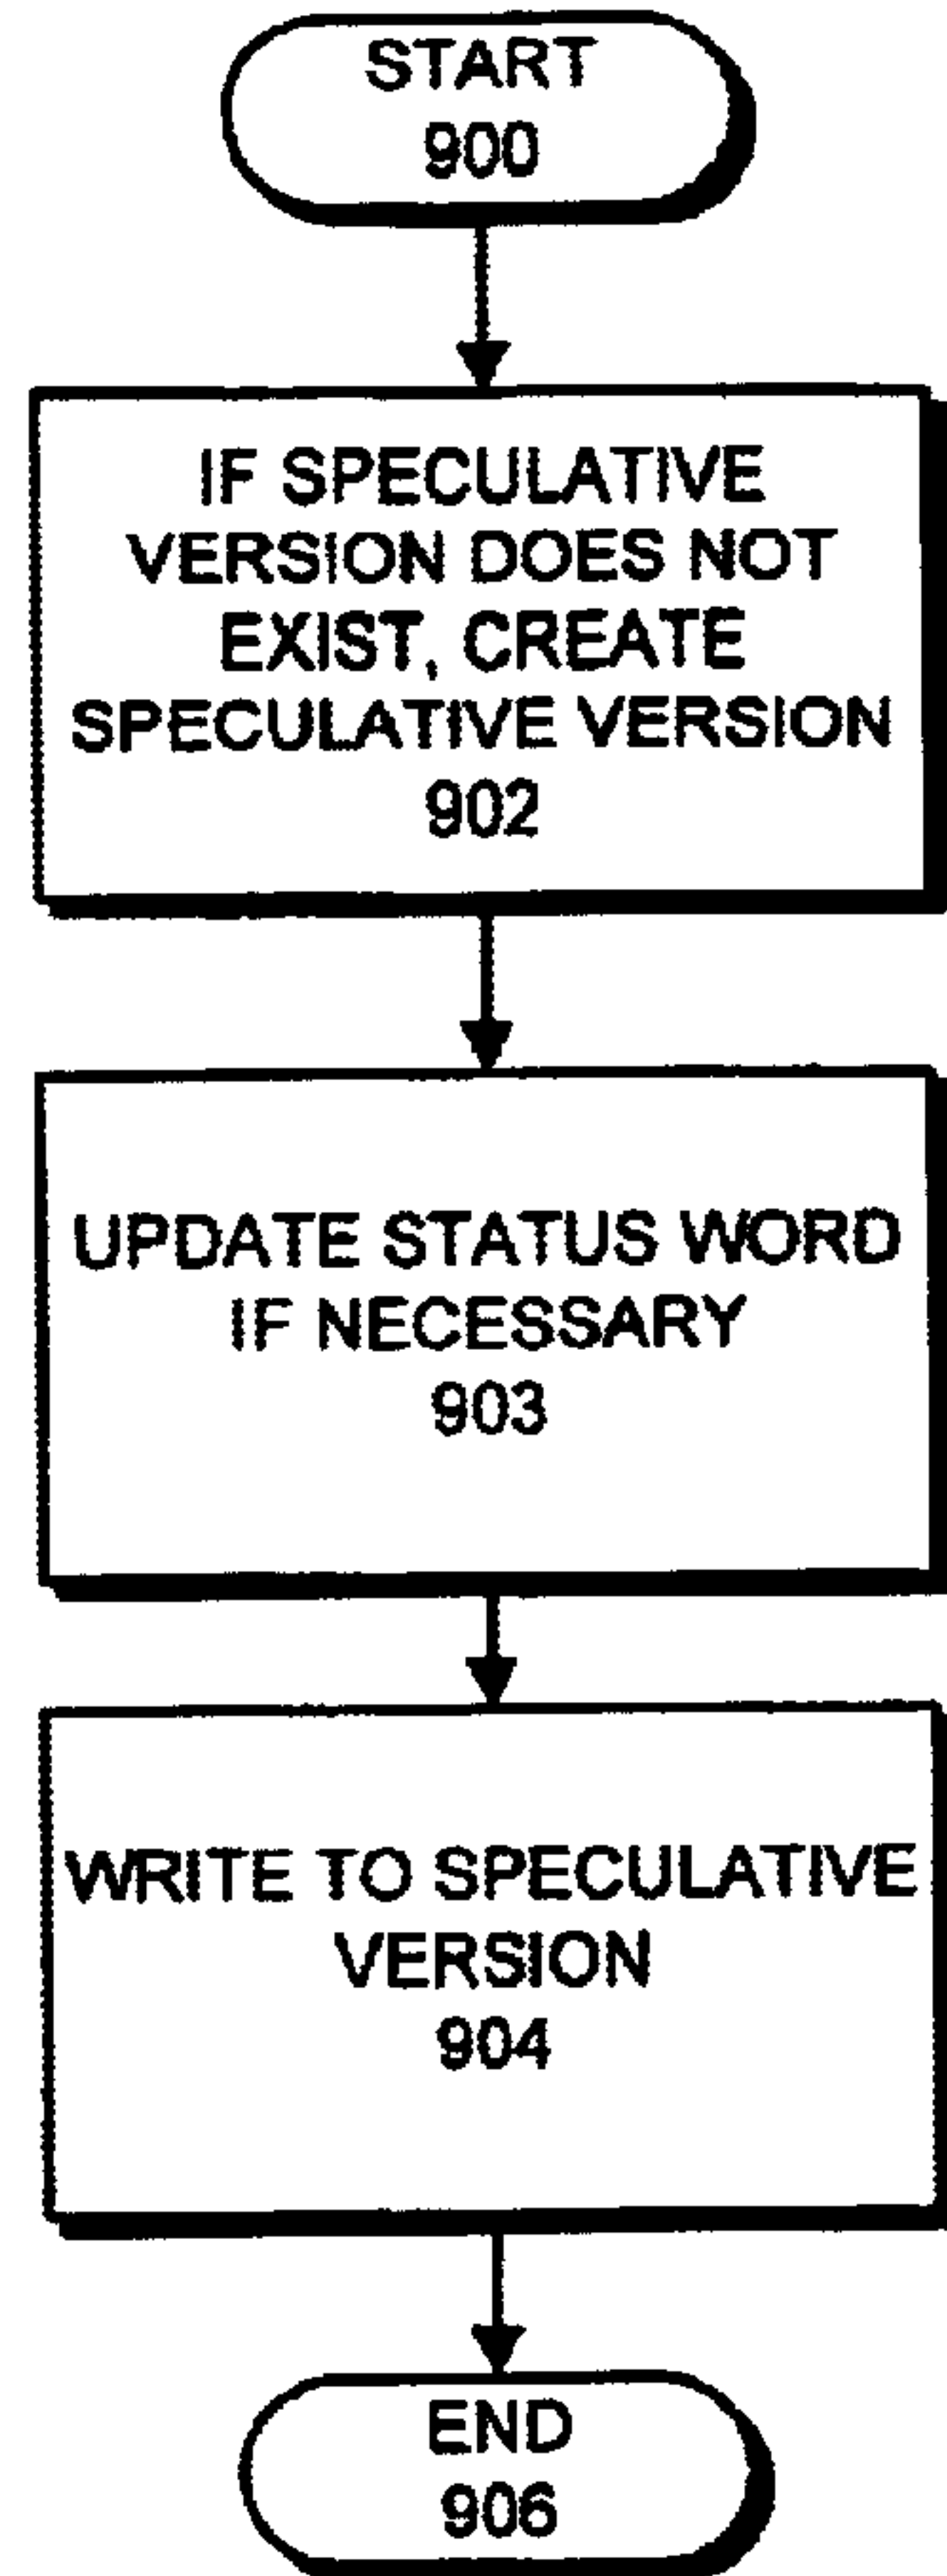 START
900
IF SPECULATIVE
VERSION DOES NOT
EXIST, CREATE
SPECULATIVE VERSION
902
UPDATE STATUS WORD
IF NECESSARY
903
WRITE TO SPECULATIVE
VERSION
904
END
906